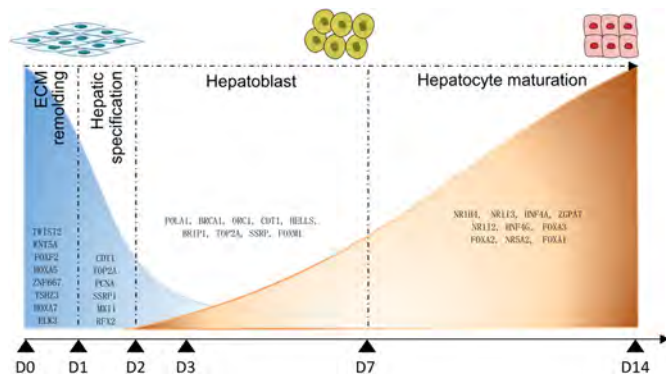 ECM
remolding
Hepatic
specification
Hepatoblast
Hepatocyte maturation
TWIST2
WNT5A
FOXF2
HOXA5
ZNF667
TSHZ3
HOXA7
ELK3
CDT1
TOP2A
PCNA
SSRP1
MXI1
RFX2
POLA1, BRCA1, ORC1, CDT1, HELLS,
BRIP1, TOP2A, SSRP, FOXM1
NR1H4, NR1I3, HNF4A, ZGPAT
NR1I2, HNF4G, FOXA3
FOXA2, NR5A2, FOXA1
D0 D1 D2 D3 D7 D14